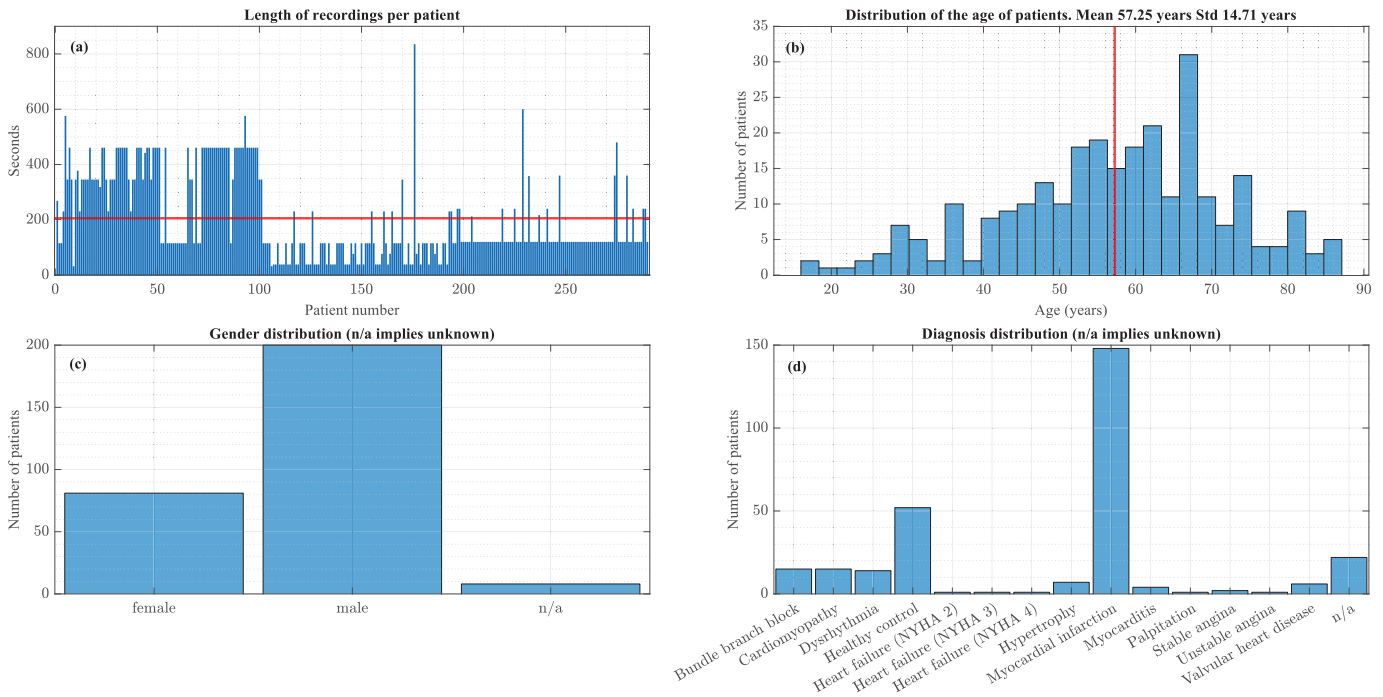 Length of recordings per patient
(a)
800
600
400
200
0
Seconds
0 50 100 150 200 250
Patient number
Distribution of the age of patients. Mean 57.25 years Std 14.71 years
(b)
35
30
25
20
15
10
5
0
Number of patients
20 30 40 50 60 70 80 90
Age (years)
Gender distribution (n/a implies unknown)
(c)
200
150
100
50
0
Number of patients
female male n/a
Diagnosis distribution (n/a implies unknown)
(d)
150
100
50
0
Number of patients
Bundle branch block
Cardiomyopathy
Dysrhythmia
Healthy control
Heart failure (NYHA 2)
Heart failure (NYHA 3)
Heart failure (NYHA 4)
Hypertrophy
Myocardial infarction
Myocarditis
Palpitation
Stable angina
Unstable angina
Valvular heart disease
n/a